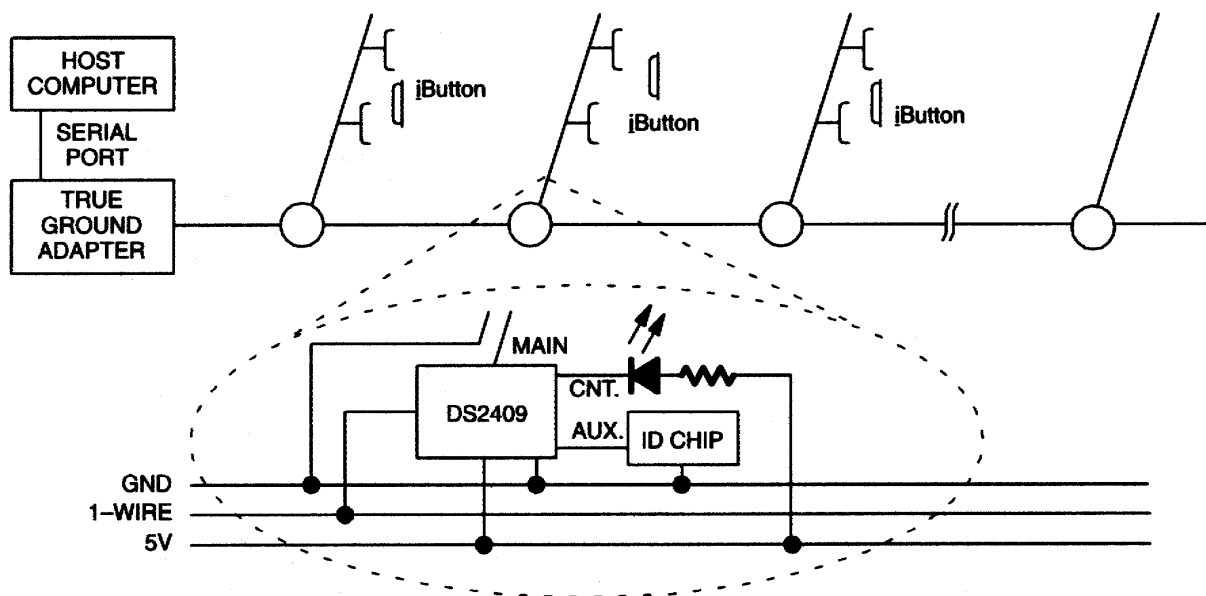 HOST
COMPUTER
SERIAL
PORT
TRUE
GROUND
ADAPTER
iButton
iButton
iButton
MAIN
CNT.
DS2409
AUX.
ID CHIP
GND
1–WIRE
5V